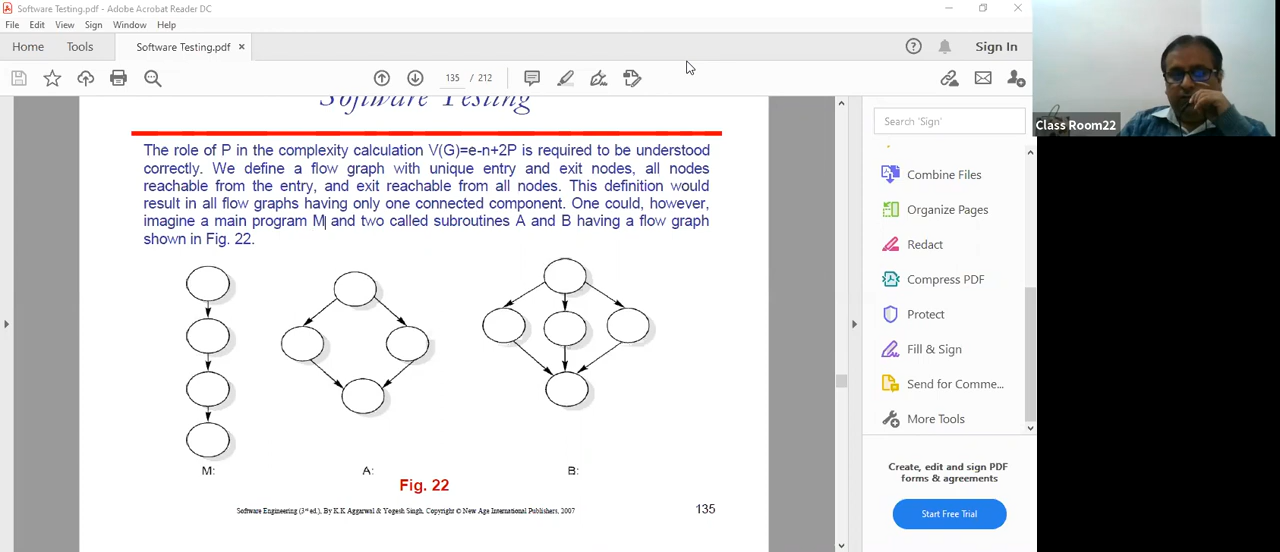 Software Testing.pdf - Adobe Acrobat Reader DC
File Edit View Sign Window Help
Home Tools Software Testing.pdf × Sign In
135 / 212
Software Testing
The role of P in the complexity calculation V(G)=e-n+2P is required to be understood
correctly. We define a flow graph with unique entry and exit nodes, all nodes
reachable from the entry, and exit reachable from all nodes. This definition would
result in all flow graphs having only one connected component. One could, however,
imagine a main program M and two called subroutines A and B having a flow graph
shown in Fig. 22.
M: A: B:
Fig. 22
Software Engineering (3rd ed.), By K.K Aggarwal & Yogesh Singh, Copyright © New Age International Publishers, 2007
135
Search 'Sign'
Combine Files
Organize Pages
Redact
Compress PDF
Protect
Fill & Sign
Send for Comme...
More Tools
Create, edit and sign PDF
forms & agreements
Start Free Trial
Class Room22